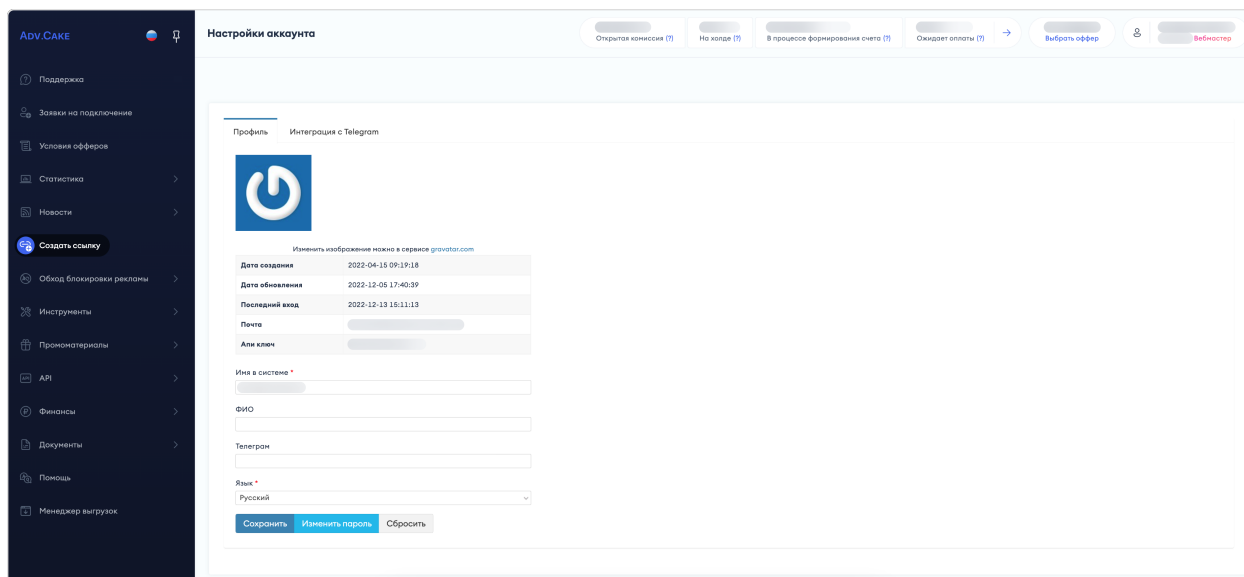 ADV.CAKE
Настройки аккаунта
Открытая комиссия (?)
На холде (?)
В процессе формирования счета (?)
Ожидает оплаты (?)
Выбрать оффер
Вебмастер
Поддержка
Заявки на подключение
Условия офферов
Статистика
Новости
Создать ссылку
Обход блокировки рекламы
Инструменты
Промоматериалы
API
Финансы
Документы
Помощь
Менеджер выгрузок
Профиль Интеграция с Telegram
Изменить изображение можно в сервисе gravatar.com
Дата создания 2022-04-15 09:19:18
Дата обновления 2022-12-05 17:40:39
Последний вход 2022-12-13 15:11:13
Почта
Апи ключ
Имя в системе *
ФИО
Телеграм
Язык *
Русский
Сохранить Изменить пароль Сбросить